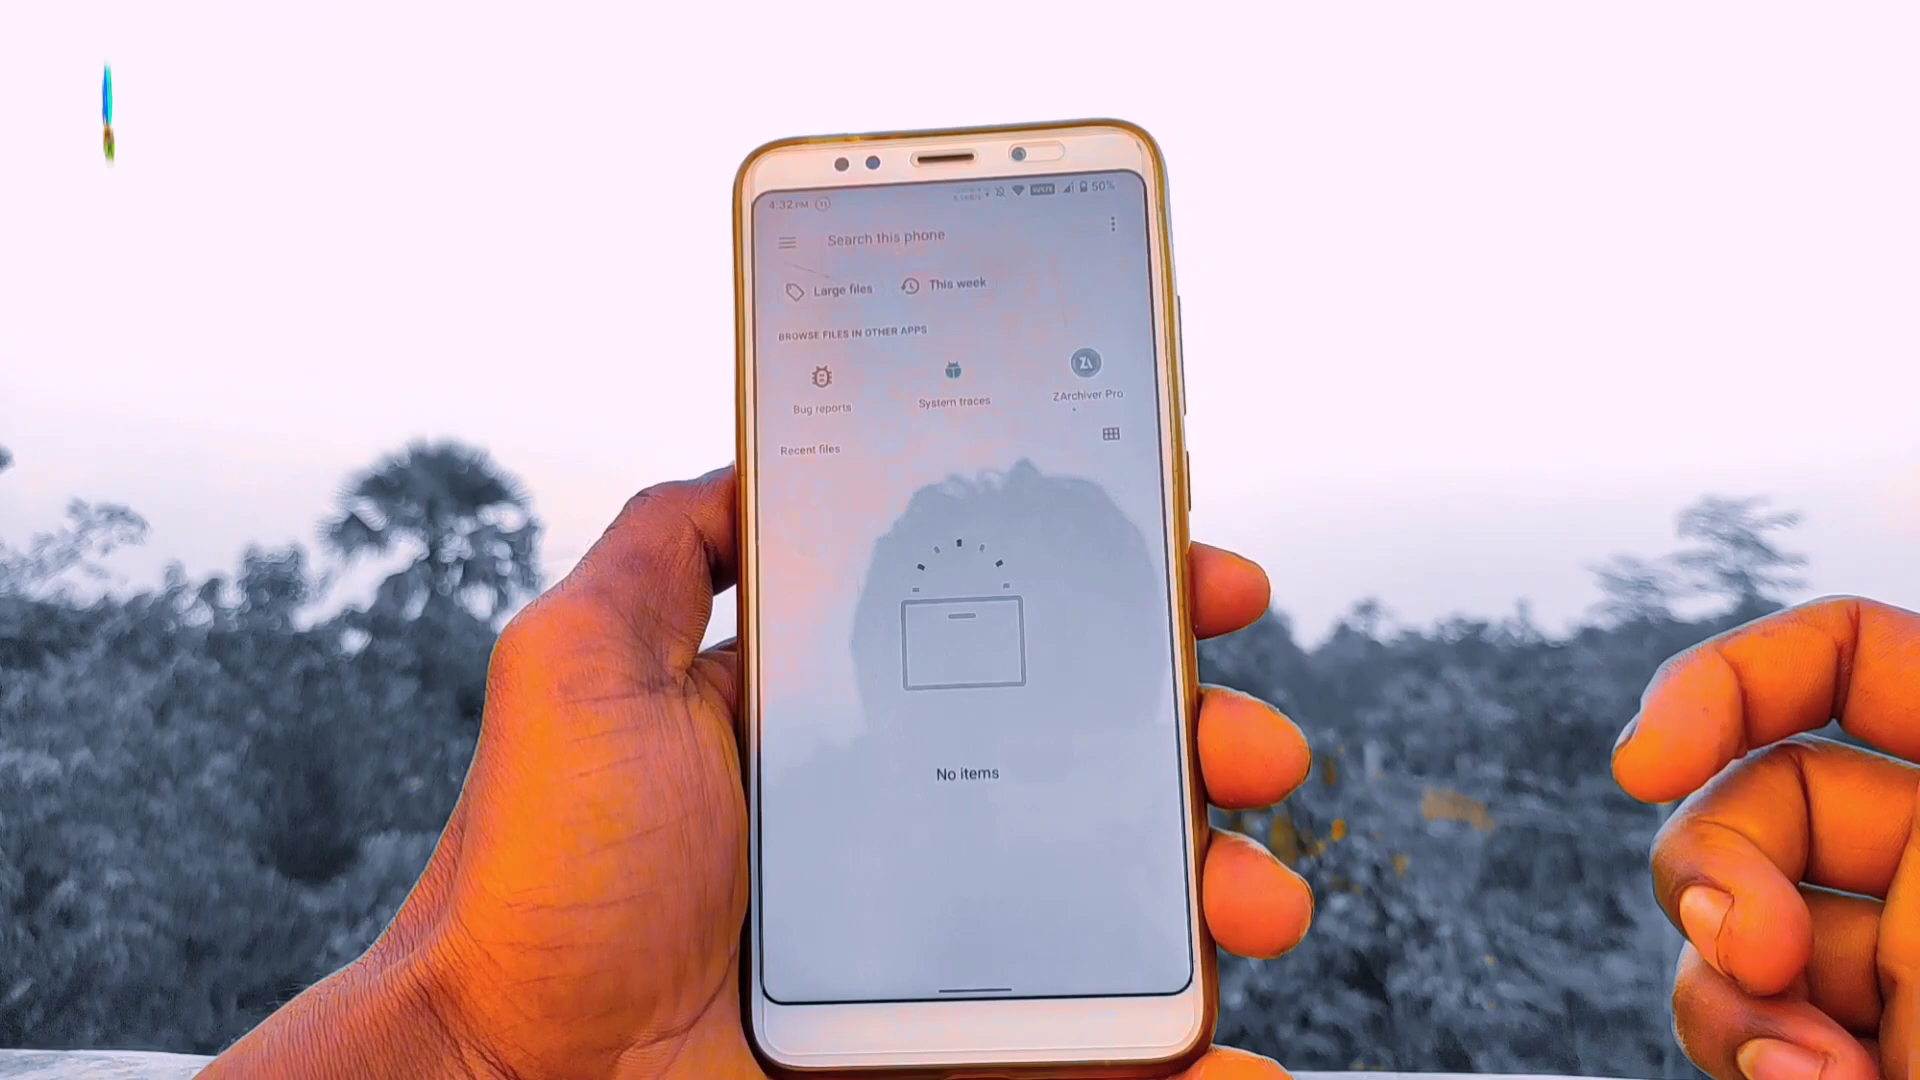 4:32 PM 50%
Search this phone
Large files This week
BROWSE FILES IN OTHER APPS
Bug reports System traces ZArchiver Pro
Recent files
No items